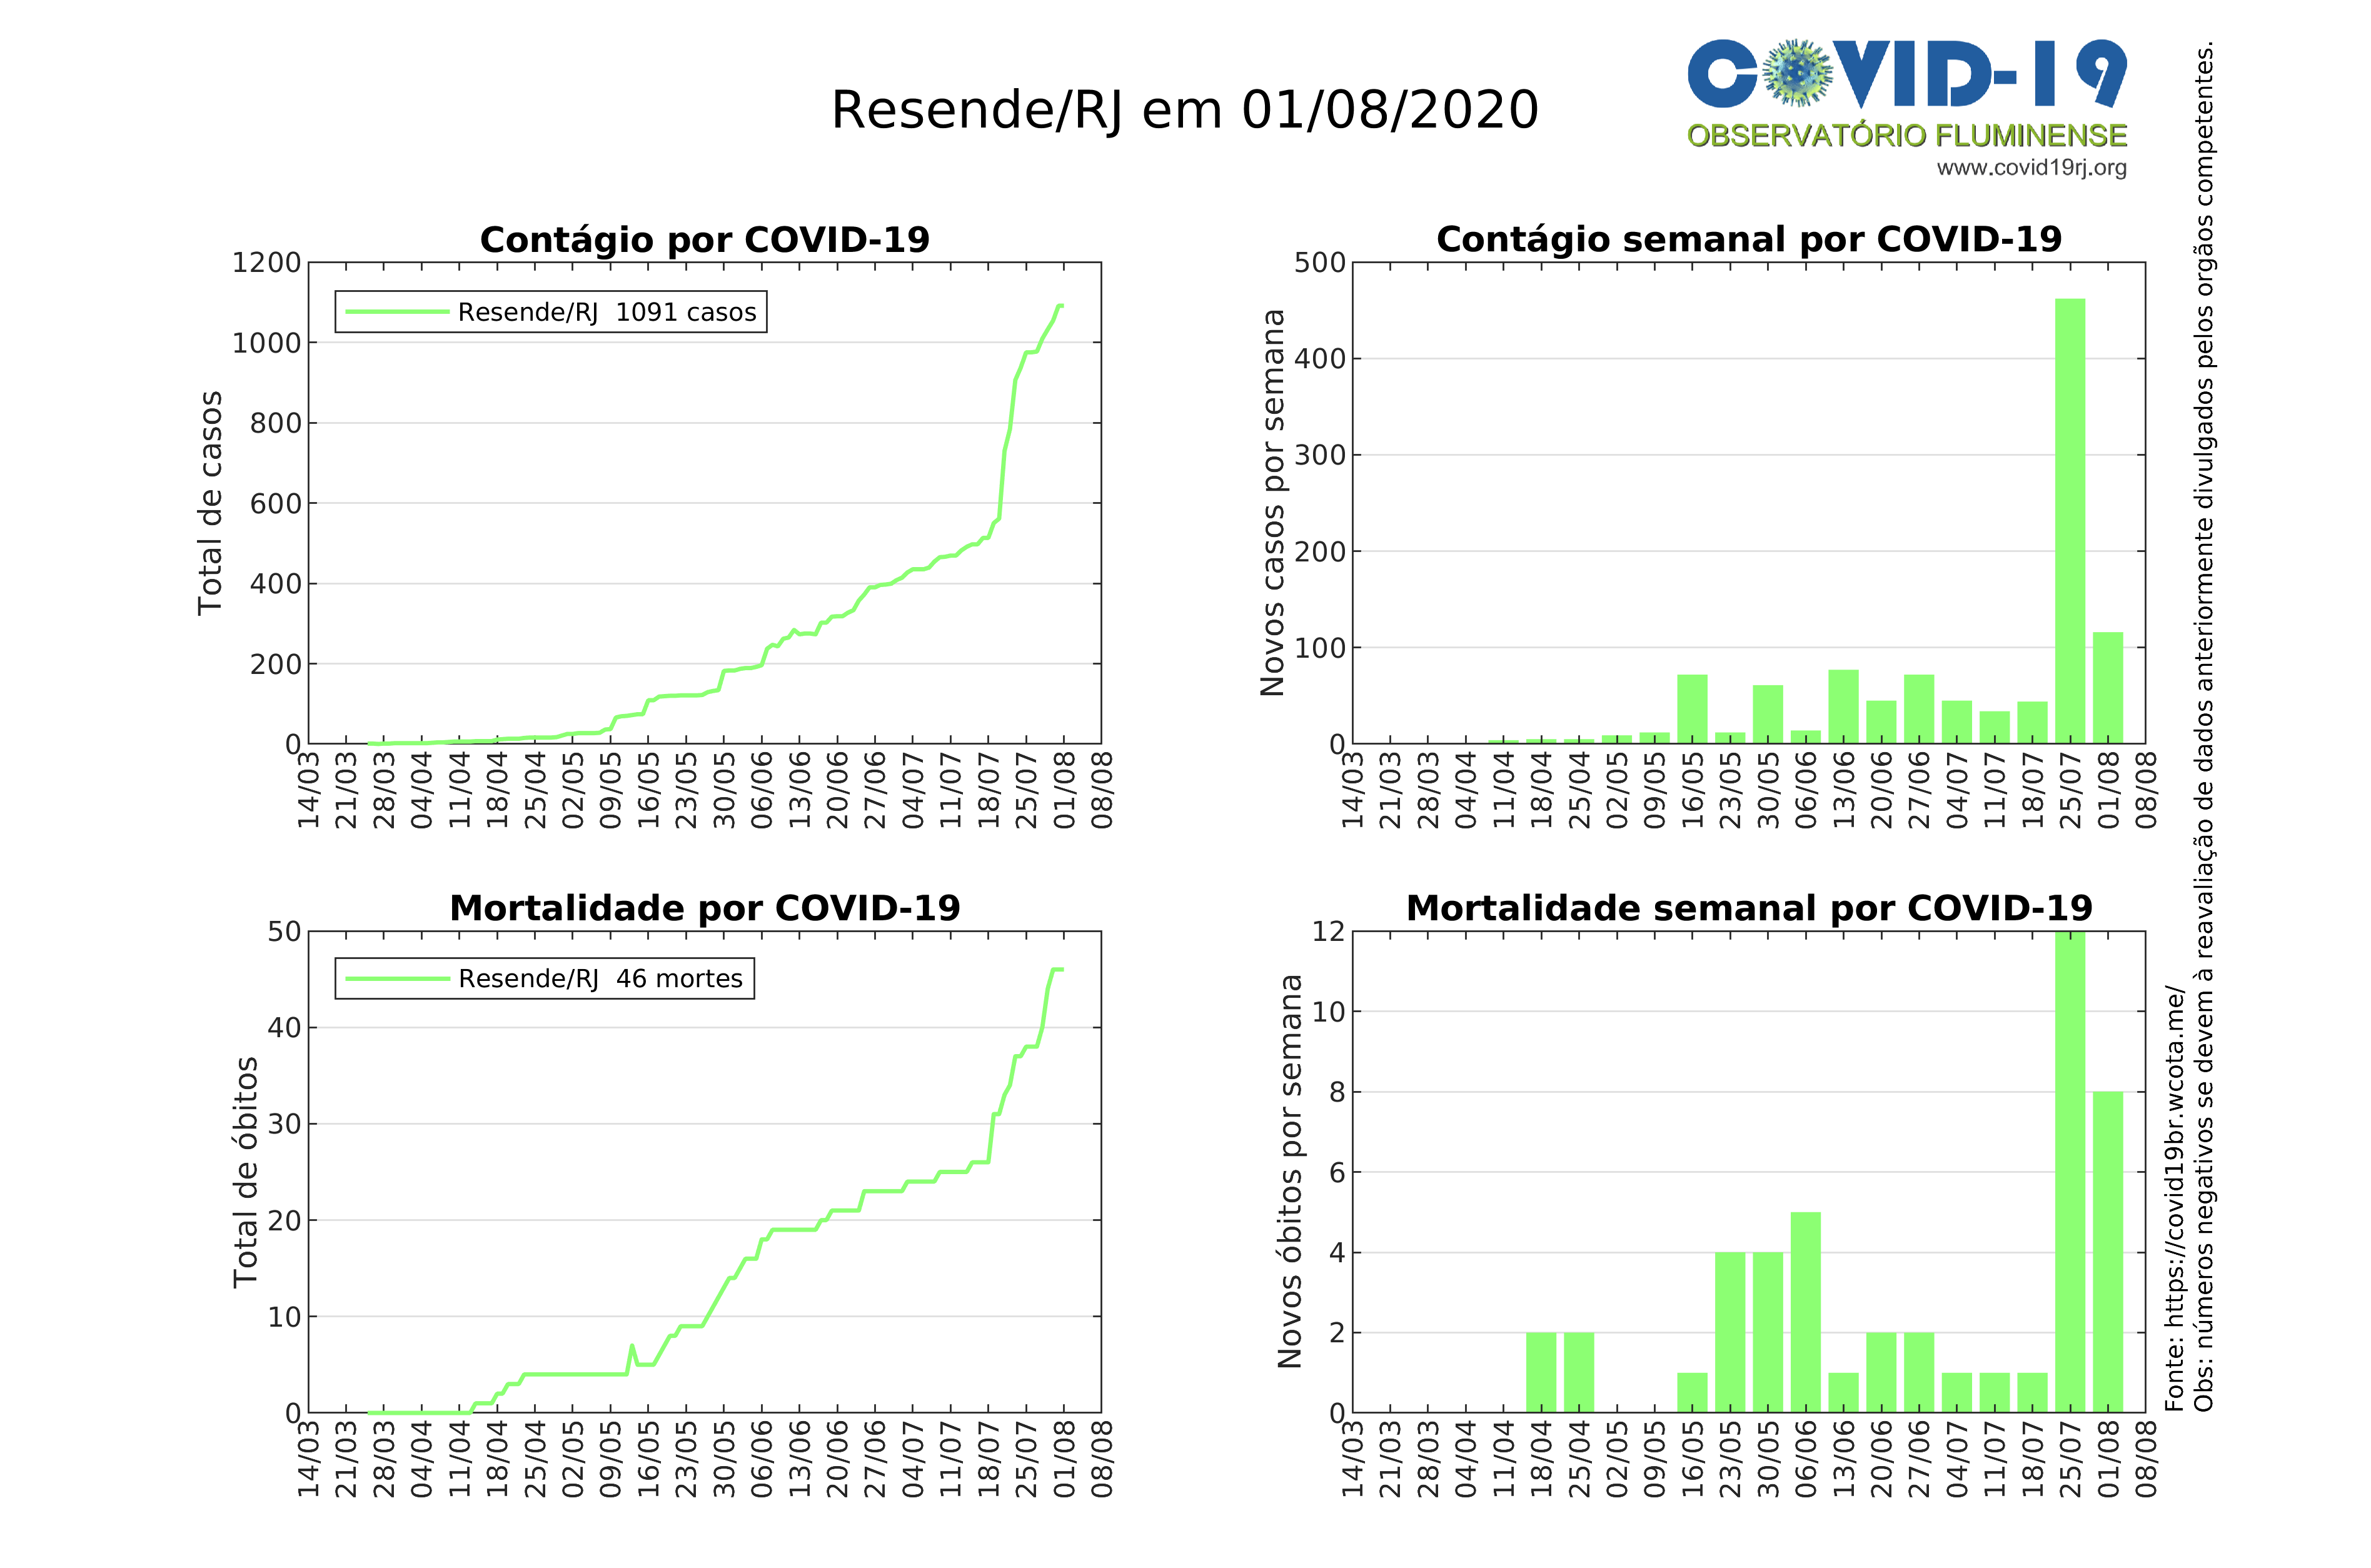 Resende/RJ em 01/08/2020
COVID-19
OBSERVATÓRIO FLUMINENSE
www.covid19rj.org
Contágio por COVID-19
Total de casos
1200
1000
800
600
400
200
0
Resende/RJ 1091 casos
14/03 21/03 28/03 04/04 11/04 18/04 25/04 02/05 09/05 16/05 23/05 30/05 06/06 13/06 20/06 27/06 04/07 11/07 18/07 25/07 01/08 08/08
Contágio semanal por COVID-19
Novos casos por semana
500
400
300
200
100
0
14/03 21/03 28/03 04/04 11/04 18/04 25/04 02/05 09/05 16/05 23/05 30/05 06/06 13/06 20/06 27/06 04/07 11/07 18/07 25/07 01/08 08/08
Mortalidade por COVID-19
Total de óbitos
50
40
30
20
10
0
Resende/RJ 46 mortes
14/03 21/03 28/03 04/04 11/04 18/04 25/04 02/05 09/05 16/05 23/05 30/05 06/06 13/06 20/06 27/06 04/07 11/07 18/07 25/07 01/08 08/08
Mortalidade semanal por COVID-19
Novos óbitos por semana
12
10
8
6
4
2
0
14/03 21/03 28/03 04/04 11/04 18/04 25/04 02/05 09/05 16/05 23/05 30/05 06/06 13/06 20/06 27/06 04/07 11/07 18/07 25/07 01/08 08/08
Fonte: https://covid19br.wcota.me/
Obs: números negativos se devem à reavaliação de dados anteriormente divulgados pelos orgãos competentes.